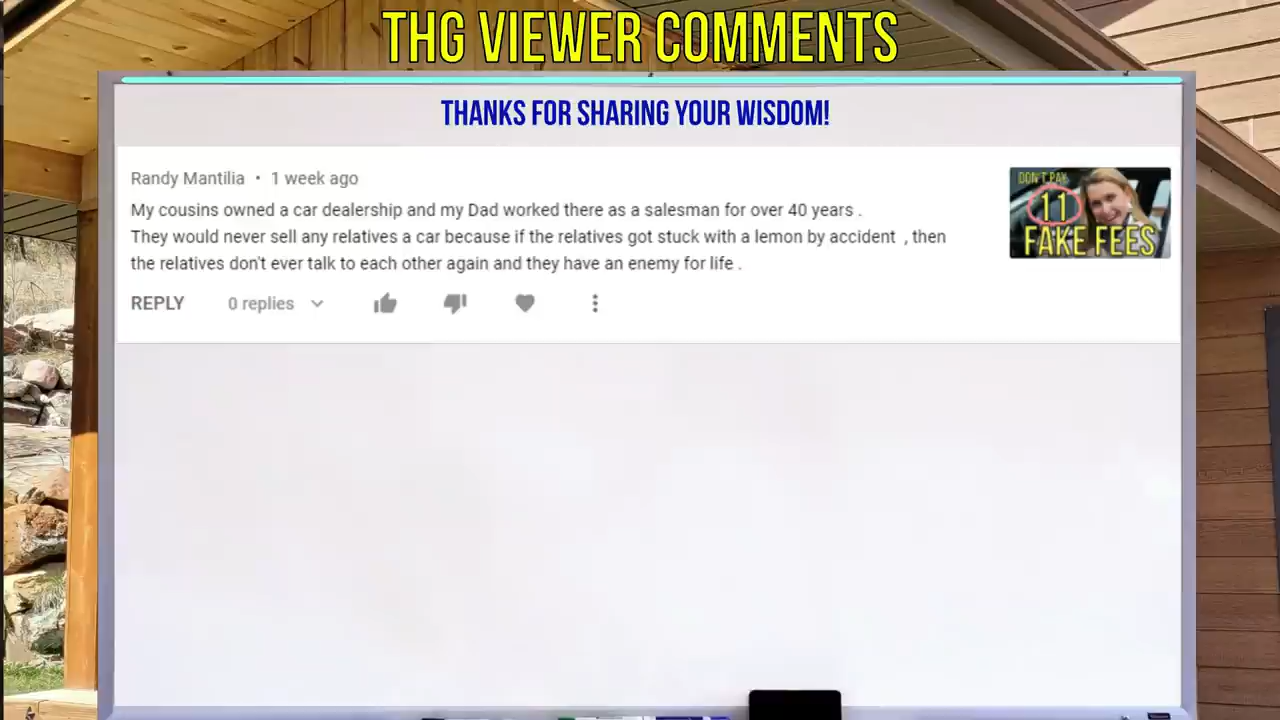 THG VIEWER COMMENTS
THANKS FOR SHARING YOUR WISDOM!
Randy Mantilia • 1 week ago
My cousins owned a car dealership and my Dad worked there as a salesman for over 40 years .
They would never sell any relatives a car because if the relatives got stuck with a lemon by accident , then
the relatives don't ever talk to each other again and they have an enemy for life .
REPLY 0 replies
DON'T PAY
11
FAKE FEES